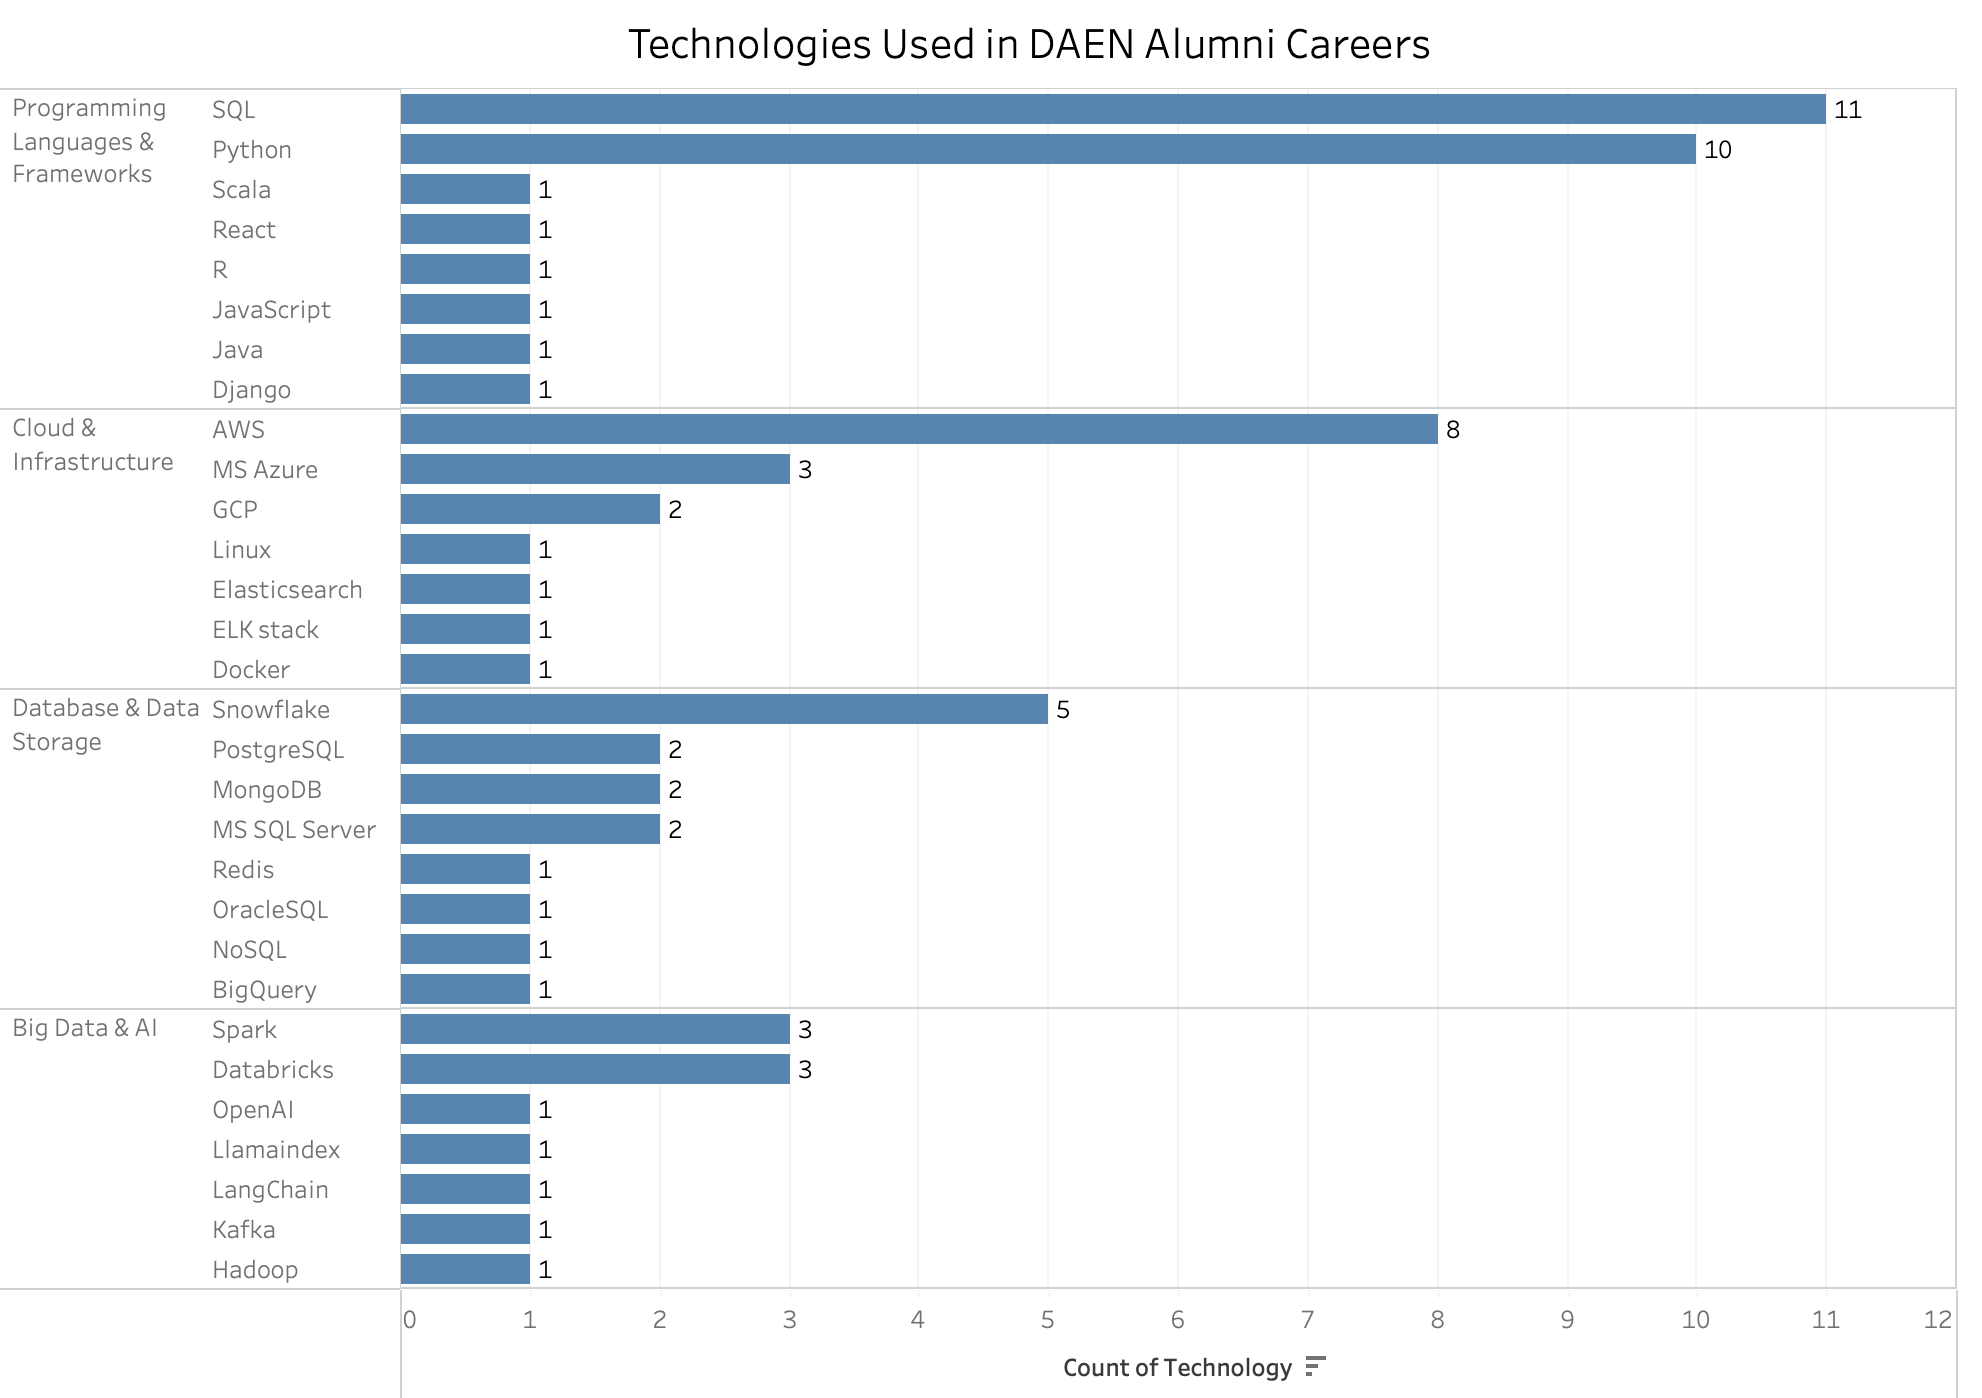 Technologies Used in DAEN Alumni Careers
Programming
Languages &
Frameworks
SQL 11
Python 10
Scala 1
React 1
R 1
JavaScript 1
Java 1
Django 1
Cloud &
Infrastructure
AWS 8
MS Azure 3
GCP 2
Linux 1
Elasticsearch 1
ELK stack 1
Docker 1
Database & Data
Storage
Snowflake 5
PostgreSQL 2
MongoDB 2
MS SQL Server 2
Redis 1
OracleSQL 1
NoSQL 1
BigQuery 1
Big Data & AI
Spark 3
Databricks 3
OpenAI 1
Llamaindex 1
LangChain 1
Kafka 1
Hadoop 1
0 1 2 3 4 5 6 7 8 9 10 11 12
Count of Technology